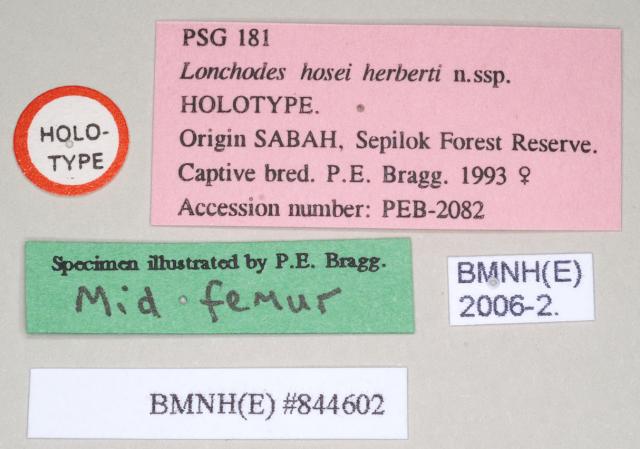 PSG 181
Lonchodes hosei herberti n.ssp.
HOLOTYPE.
Origin SABAH, Sepilok Forest Reserve.
Captive bred. P.E. Bragg. 1993 ♀
Accession number: PEB-2082
HOLO-
TYPE
Specimen illustrated by P.E. Bragg.
Mid femur
BMNH(E)
2006-2.
BMNH(E) #844602